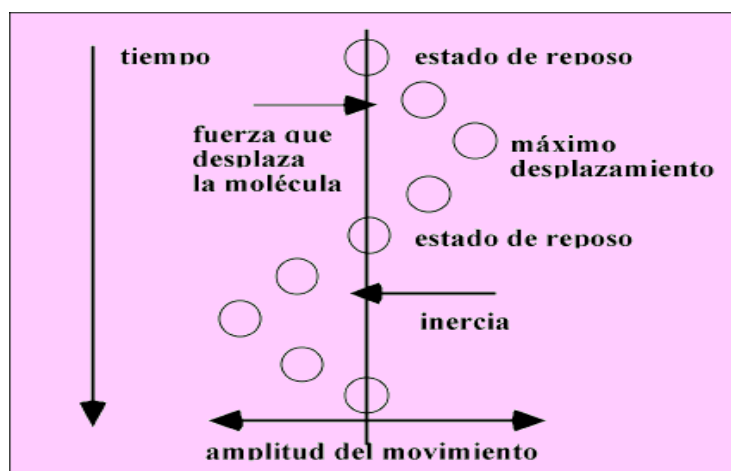 tiempo
estado de reposo
fuerza que
desplaza
la molécula
máximo
desplazamiento
estado de reposo
inercia
amplitud del movimiento